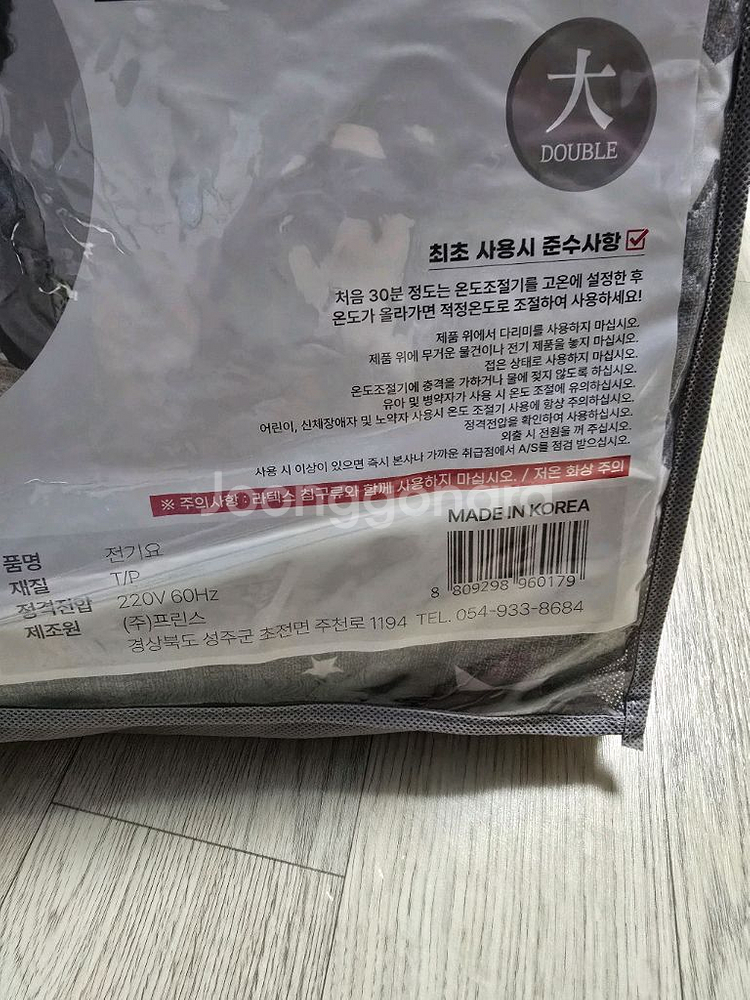 大
DOUBLE
최초 사용시 준수사항
처음 30분 정도는 온도조절기를 고온에 설정한 후
온도가 올라가면 적정온도로 조절하여 사용하세요!
제품 위에서 다리미를 사용하지 마십시오.
제품 위에 무거운 물건이나 전기 제품을 놓지 마십시오.
접은 상태로 사용하지 마십시오.
온도조절기에 충격을 가하거나 물에 젖지 않도록 하십시오.
유아 및 병약자가 사용 시 온도 조절에 유의하십시오.
어린이, 신체장애자 및 노약자 사용시 온도 조절기 사용에 항상 주의하십시오.
정격전압을 확인하여 사용하십시오.
외출 시 전원을 꺼 주십시오.
사용 시 이상이 있으면 즉시 본사나 가까운 취급점에서 A/S를 점검 받으십시오.
※ 주의사항 : 라텍스 침구류와 함께 사용하지 마십시오. / 저온 화상 주의
Joonggonara
MADE IN KOREA
8 809298 960179
품명 전기요
재질 T/P
정격전압 220V 60Hz
제조원 (주)프린스
경상북도 성주군 초전면 주천로 1194 TEL. 054-933-8684